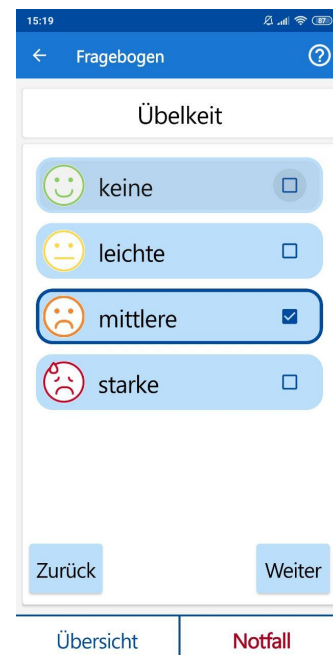 15:19
87
Fragebogen
Übelkeit
keine
leichte
mittlere
starke
Zurück
Weiter
Übersicht
Notfall